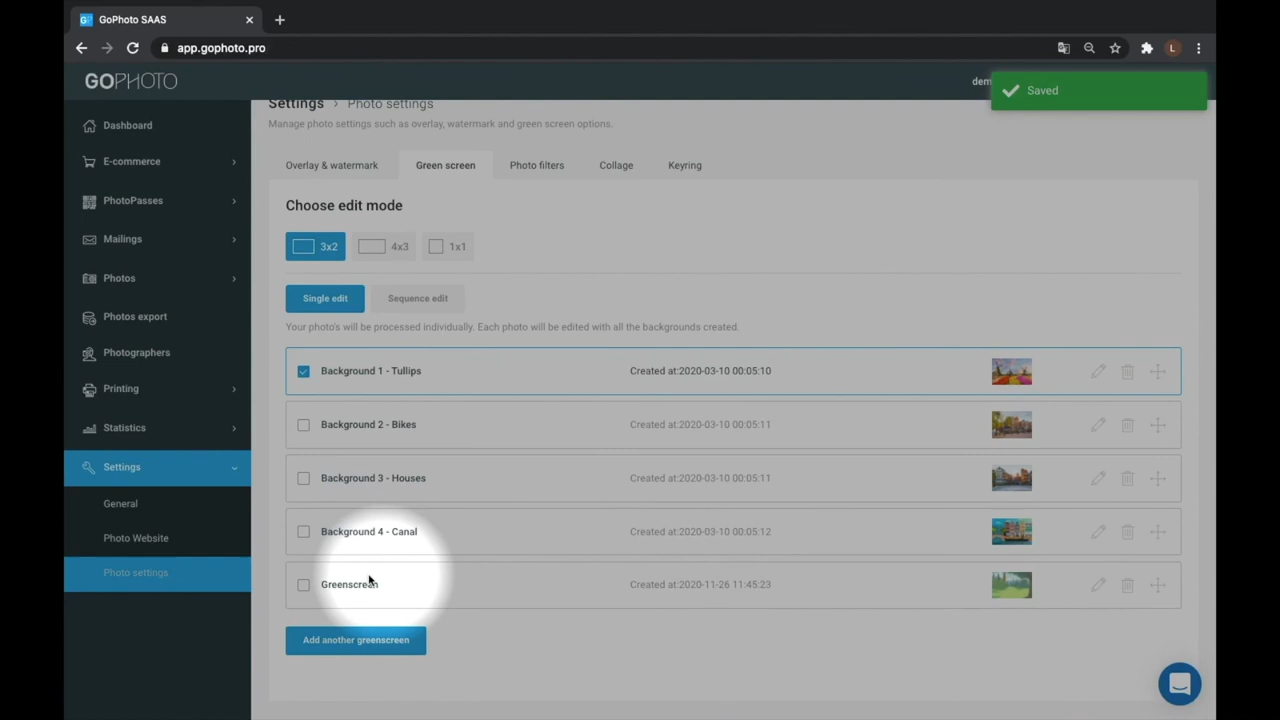 GoPhoto SAAS
app.gophoto.pro
L
GOPHOTO
dem
Saved
Dashboard
E-commerce
PhotoPasses
Mailings
Photos
Photos export
Photographers
Printing
Statistics
Settings
General
Photo Website
Photo settings
Settings › Photo settings
Manage photo settings such as overlay, watermark and green screen options.
Overlay & watermark Green screen Photo filters Collage Keyring
Choose edit mode
3x2 4x3 1x1
Single edit Sequence edit
Your photo's will be processed individually. Each photo will be edited with all the backgrounds created.
Background 1 - Tullips Created at:2020-03-10 00:05:10
Background 2 - Bikes Created at:2020-03-10 00:05:11
Background 3 - Houses Created at:2020-03-10 00:05:11
Background 4 - Canal Created at:2020-03-10 00:05:12
Greenscreen Created at:2020-11-26 11:45:23
Add another greenscreen